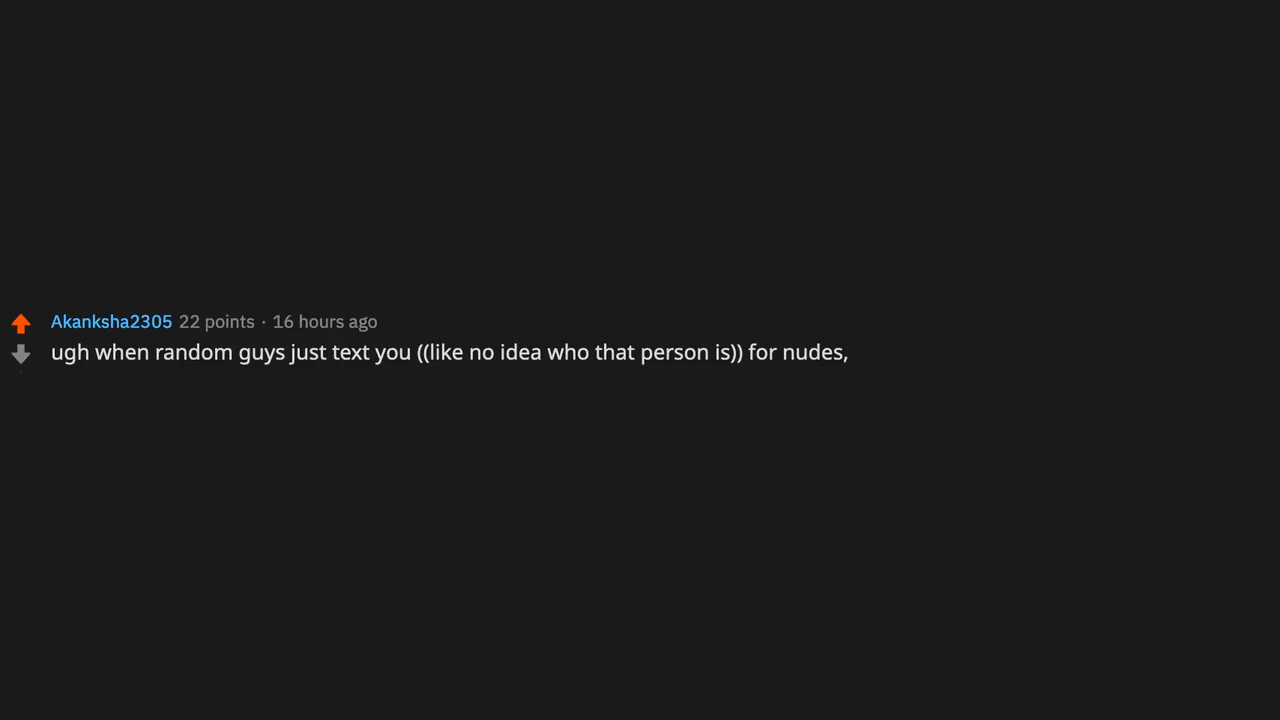 Akanksha2305 22 points · 16 hours ago
ugh when random guys just text you ((like no idea who that person is)) for nudes,